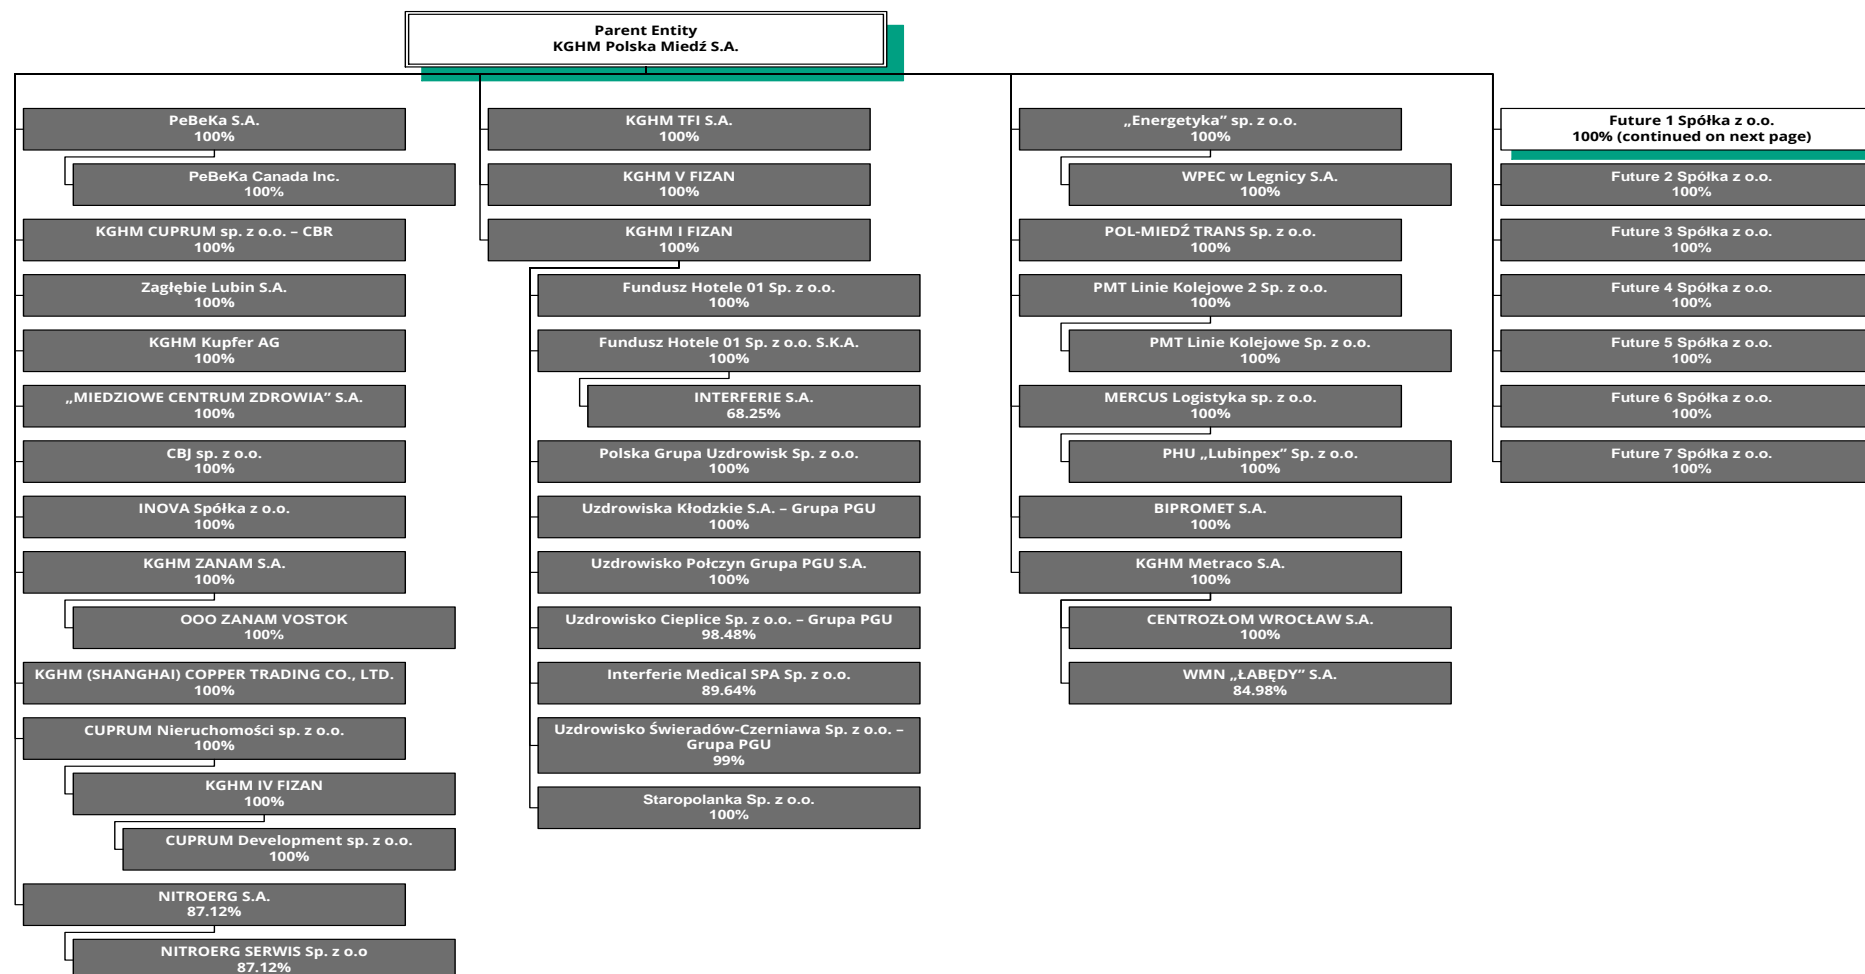 Parent Entity
KGHM Polska Miedź S.A.
PeBeKa S.A.
100%
PeBeKa Canada Inc.
100%
KGHM CUPRUM sp. z o.o. – CBR
100%
Zagłębie Lubin S.A.
100%
KGHM Kupfer AG
100%
„MIEDZIOWE CENTRUM ZDROWIA” S.A.
100%
CBJ sp. z o.o.
100%
INOVA Spółka z o.o.
100%
KGHM ZANAM S.A.
100%
OOO ZANAM VOSTOK
100%
KGHM (SHANGHAI) COPPER TRADING CO., LTD.
100%
CUPRUM Nieruchomości sp. z o.o.
100%
KGHM IV FIZAN
100%
CUPRUM Development sp. z o.o.
100%
NITROERG S.A.
87.12%
NITROERG SERWIS Sp. z o.o
87.12%
KGHM TFI S.A.
100%
KGHM V FIZAN
100%
KGHM I FIZAN
100%
Fundusz Hotele 01 Sp. z o.o.
100%
Fundusz Hotele 01 Sp. z o.o. S.K.A.
100%
INTERFERIE S.A.
68.25%
Polska Grupa Uzdrowisk Sp. z o.o.
100%
Uzdrowiska Kłodzkie S.A. – Grupa PGU
100%
Uzdrowisko Połczyn Grupa PGU S.A.
100%
Uzdrowisko Cieplice Sp. z o.o. – Grupa PGU
98.48%
Interferie Medical SPA Sp. z o.o.
89.64%
Uzdrowisko Świeradów-Czerniawa Sp. z o.o. –
Grupa PGU
99%
Staropolanka Sp. z o.o.
100%
„Energetyka” sp. z o.o.
100%
WPEC w Legnicy S.A.
100%
POL-MIEDŹ TRANS Sp. z o.o.
100%
PMT Linie Kolejowe 2 Sp. z o.o.
100%
PMT Linie Kolejowe Sp. z o.o.
100%
MERCUS Logistyka sp. z o.o.
100%
PHU „Lubinpex” Sp. z o.o.
100%
BIPROMET S.A.
100%
KGHM Metraco S.A.
100%
CENTROZŁOM WROCŁAW S.A.
100%
WMN „ŁABĘDY” S.A.
84.98%
Future 1 Spółka z o.o.
100% (continued on next page)
Future 2 Spółka z o.o.
100%
Future 3 Spółka z o.o.
100%
Future 4 Spółka z o.o.
100%
Future 5 Spółka z o.o.
100%
Future 6 Spółka z o.o.
100%
Future 7 Spółka z o.o.
100%